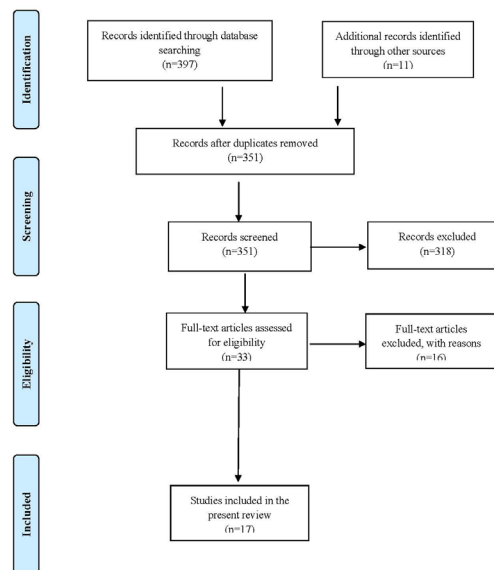 Identification
Records identified through database
searching
(n=397)
Additional records identified
through other sources
(n=11)
Records after duplicates removed
(n=351)
Screening
Records screened
(n=351)
Records excluded
(n=318)
Eligibility
Full-text articles assessed
for eligibility
(n=33)
Full-text articles
excluded, with reasons
(n=16)
Included
Studies included in the
present review
(n=17)